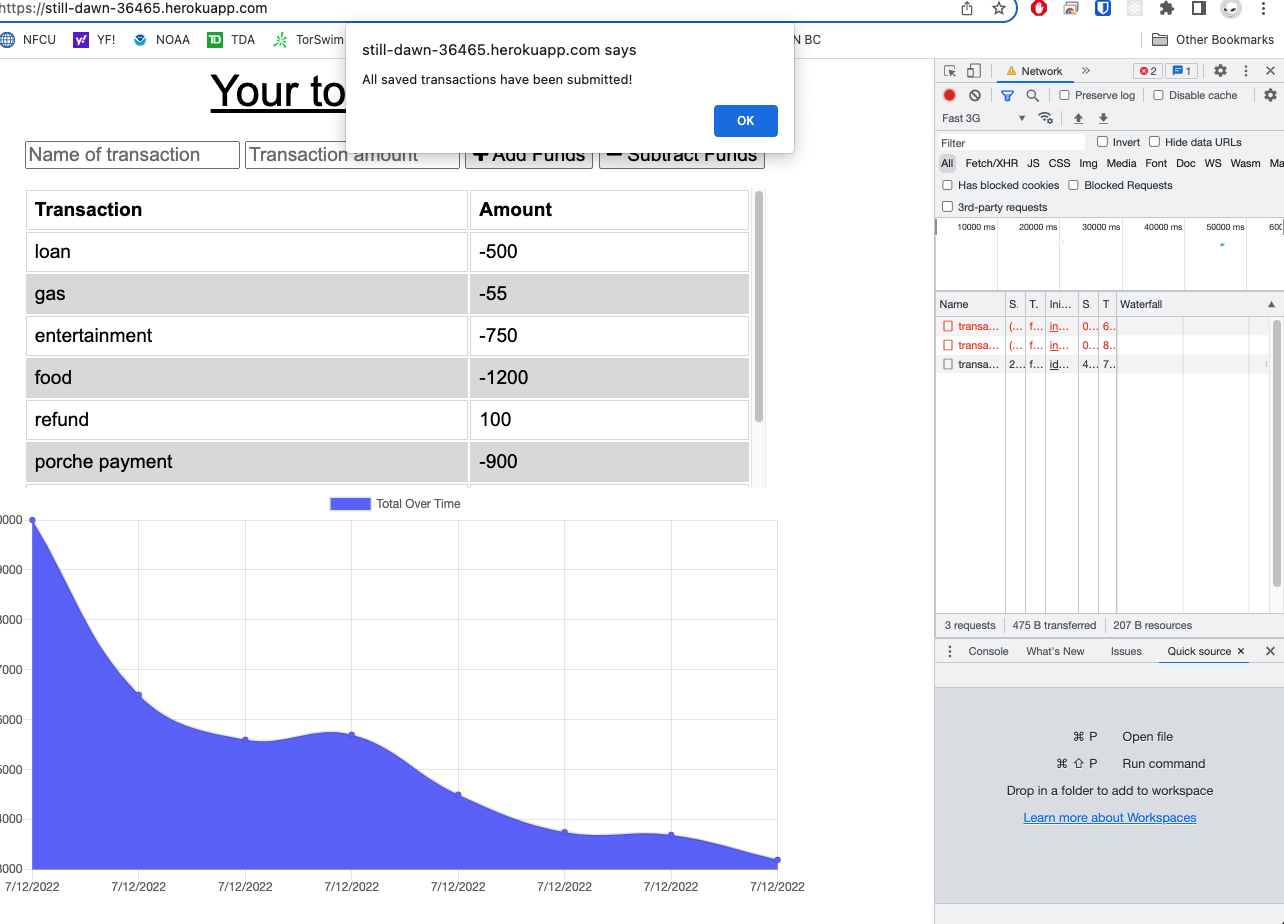 https://still-dawn-36465.herokuapp.com
NFCU YF! NOAA TD TDA TorSwim N BC Other Bookmarks
still-dawn-36465.herokuapp.com says
All saved transactions have been submitted!
OK
Your to
Name of transaction Transaction amount + Add Funds − Subtract Funds
Transaction Amount
loan -500
gas -55
entertainment -750
food -1200
refund 100
porche payment -900
Total Over Time
0000
9000
8000
7000
6000
5000
4000
3000
7/12/2022 7/12/2022 7/12/2022 7/12/2022 7/12/2022 7/12/2022 7/12/2022 7/12/2022
Network » 2 1
Preserve log Disable cache
Fast 3G
Filter Invert Hide data URLs
All Fetch/XHR JS CSS Img Media Font Doc WS Wasm Ma
Has blocked cookies Blocked Requests
3rd-party requests
10000 ms 20000 ms 30000 ms 40000 ms 50000 ms 600
Name S. T. Ini... S. T Waterfall
transa... (... f... in... 0... 6..
transa... (... f... in... 0... 8..
transa... 2... f... id... 4... 7..
3 requests 475 B transferred 207 B resources
Console What's New Issues Quick source ×
⌘ P Open file
⌘ ⇧ P Run command
Drop in a folder to add to workspace
Learn more about Workspaces